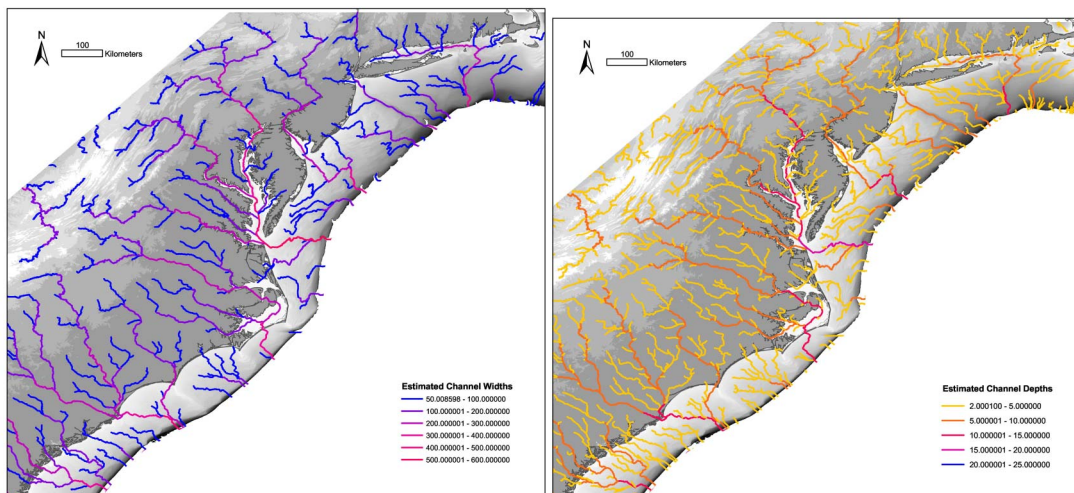 N
100
Kilometers
Estimated Channel Widths
50.008598 - 100.000000
100.000001 - 200.000000
200.000001 - 300.000000
300.000001 - 400.000000
400.000001 - 500.000000
500.000001 - 600.000000
N
100
Kilometers
Estimated Channel Depths
2.000100 - 5.000000
5.000001 - 10.000000
10.000001 - 15.000000
15.000001 - 20.000000
20.000001 - 25.000000